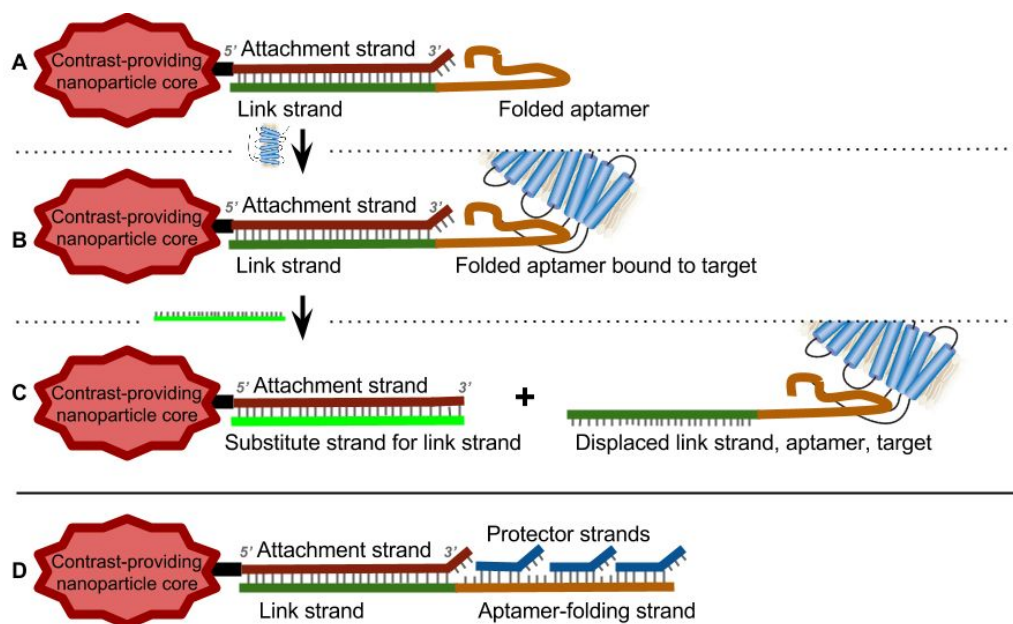 A
Contrast-providing
nanoparticle core
5’ Attachment strand 3’
Link strand
Folded aptamer
B
Contrast-providing
nanoparticle core
5’ Attachment strand 3’
Link strand
Folded aptamer bound to target
C
Contrast-providing
nanoparticle core
5’ Attachment strand 3’
+
Substitute strand for link strand
Displaced link strand, aptamer, target
D
Contrast-providing
nanoparticle core
Protector strands
5’ Attachment strand 3’
Link strand
Aptamer-folding strand